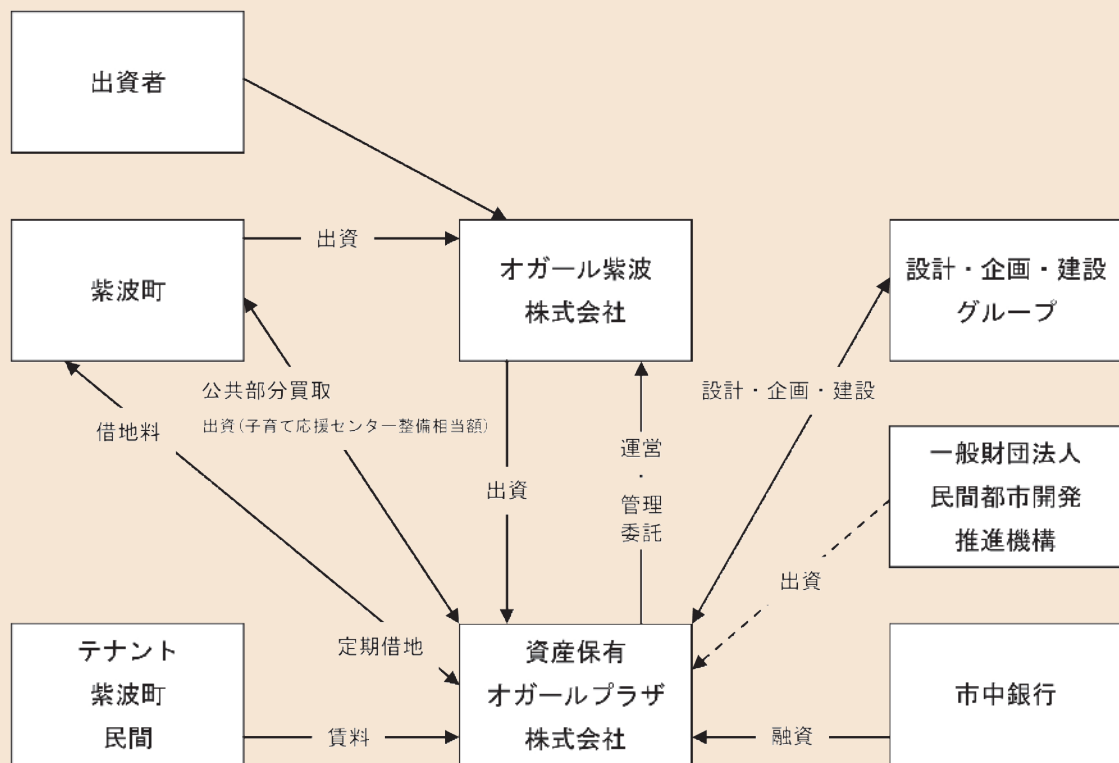 出資者
紫波町
出資
オガール紫波
株式会社
設計・企画・建設
グループ
公共部分買取
出資(子育て応援センター整備相当額)
借地料
設計・企画・建設
出資
運営
・
管理
委託
一般財団法人
民間都市開発
推進機構
出資
定期借地
テナント
紫波町
民間
賃料
資産保有
オガールプラザ
株式会社
融資
市中銀行